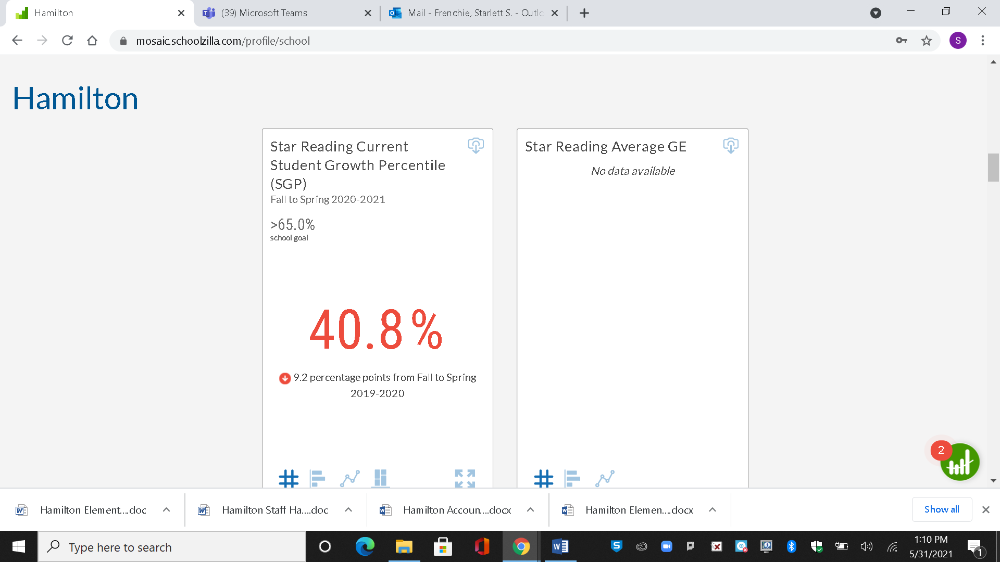 Hamilton
(39) Microsoft Teams
Mail - Frenchie, Starlett S. - Outlo
mosaic.schoolzilla.com/profile/school
S
Hamilton
Star Reading Current
Student Growth Percentile
(SGP)
Fall to Spring 2020-2021
>65.0%
school goal
40.8%
9.2 percentage points from Fall to Spring
2019-2020
Star Reading Average GE
No data available
2
Hamilton Element....doc
Hamilton Staff Ha....doc
Hamilton Accoun....docx
Hamilton Elemen....docx
Show all
Type here to search
1:10 PM
5/31/2021
1